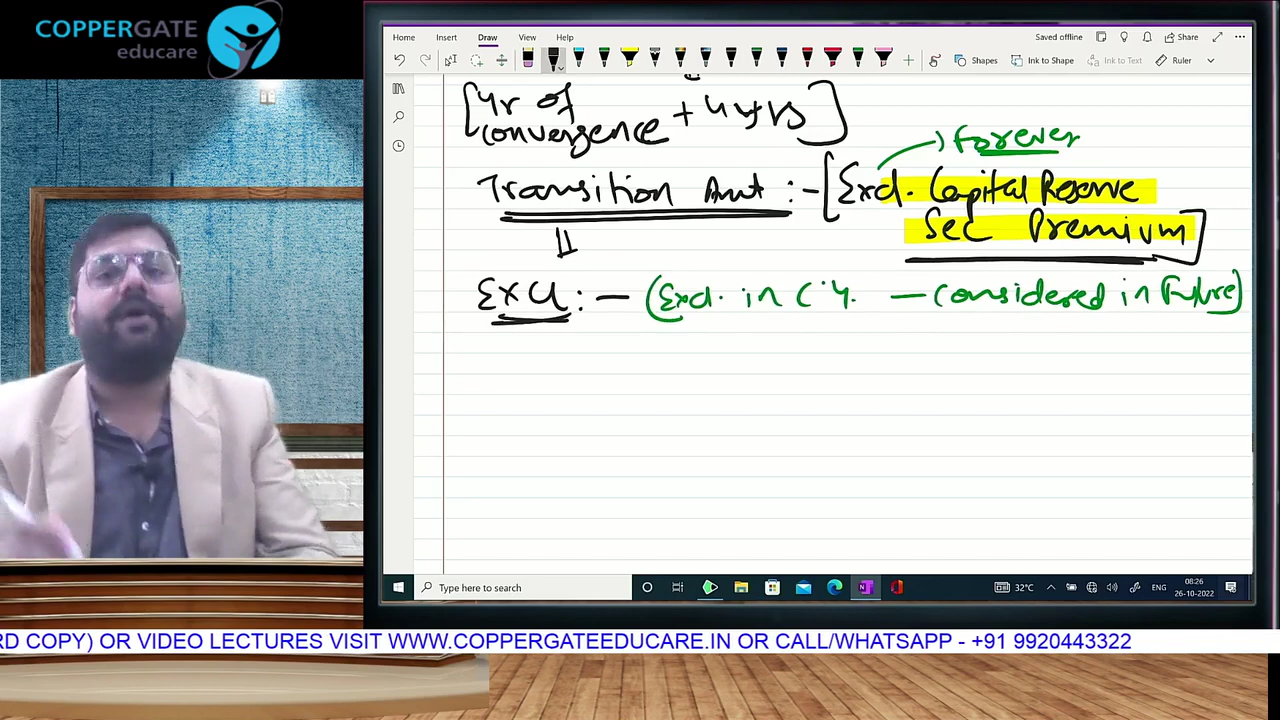 COPPERGATE
educare
Home Insert Draw View Help
Saved offline
Share
Shapes
Ink to Shape
Ink to Text
Ruler
[Yr of
convergence + 4 yrs]
→ Forever
Transition Amt :- [Excl. Capital Reserve
Sec Premium]
Excl :- (Excl. in C.Y. — considered in Future)
Type here to search
32°C
ENG
08:26
26-10-2022
RD COPY) OR VIDEO LECTURES VISIT WWW.COPPERGATEEDUCARE.IN OR CALL/WHATSAPP - +91 9920443322